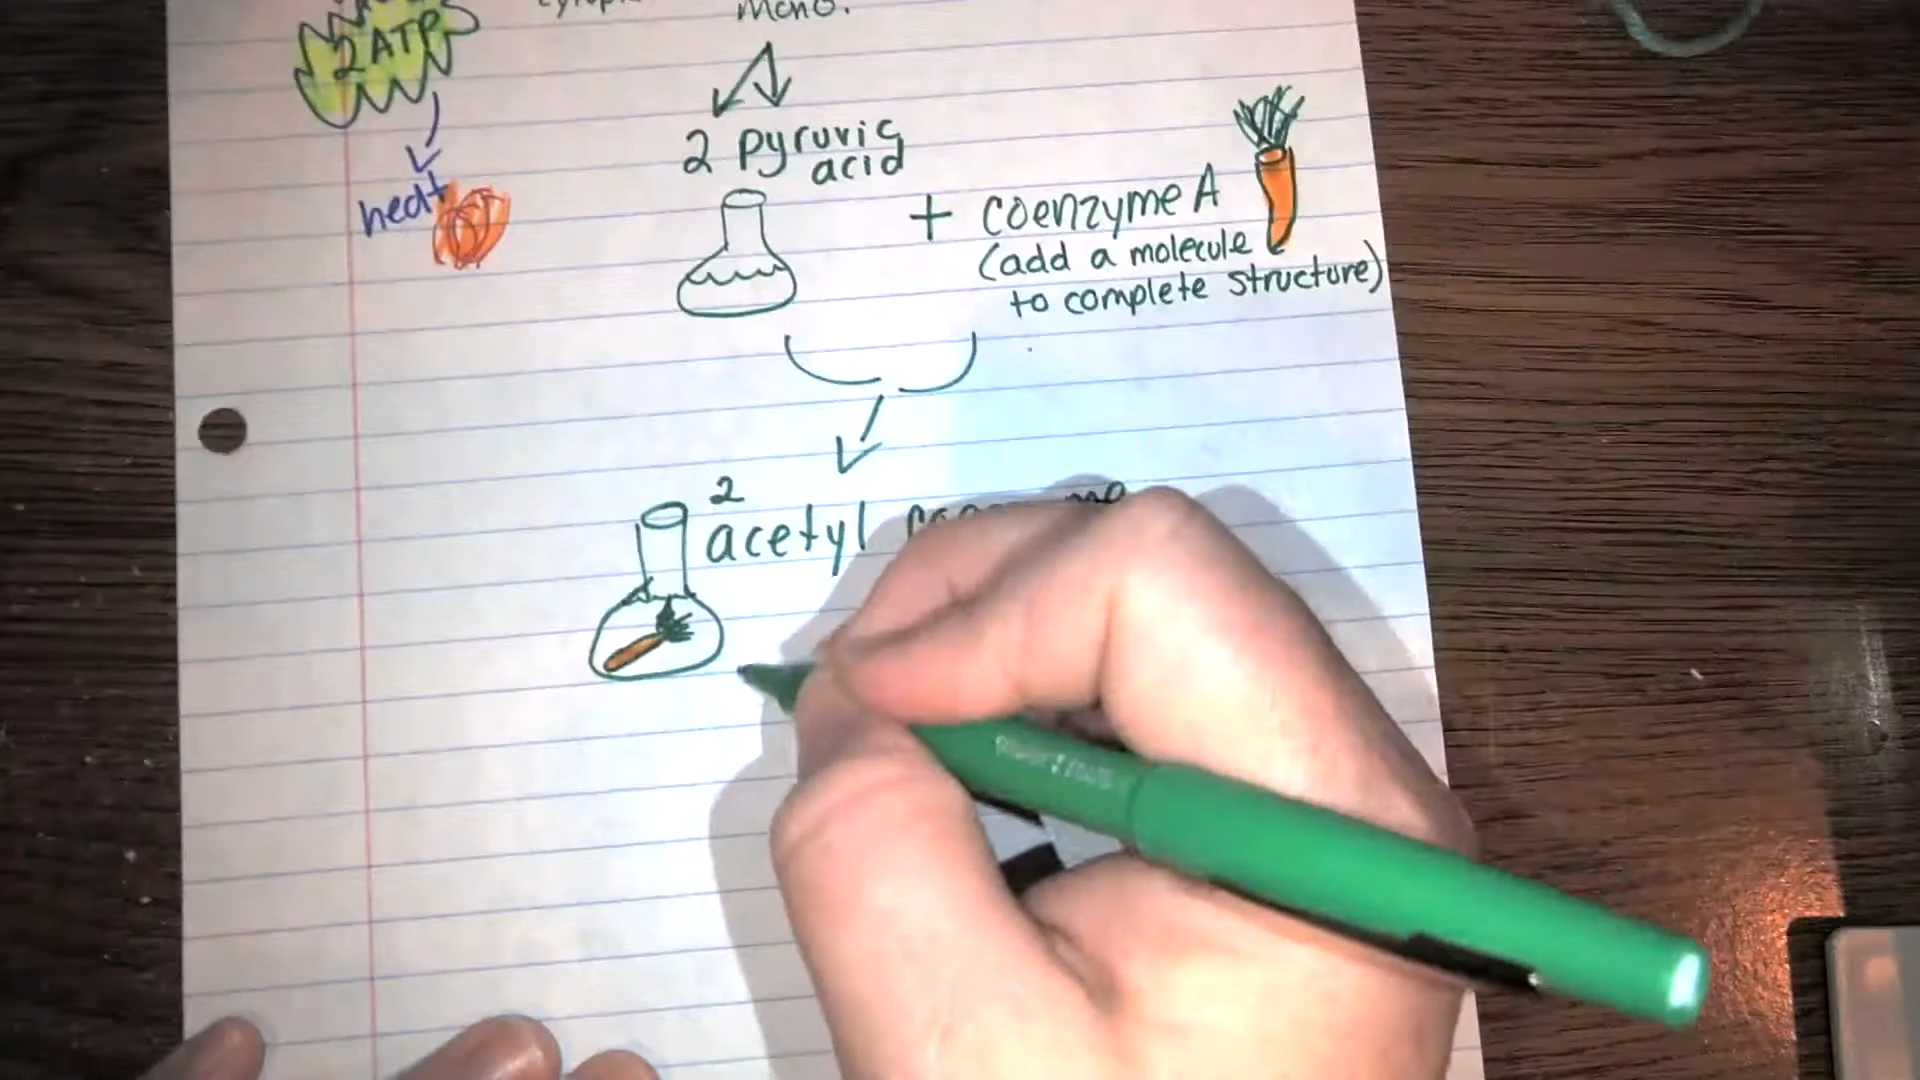 2 ATP
heat
2 pyruvic
acid
+ coenzyme A
(add a molecule
to complete structure)
2
acetyl